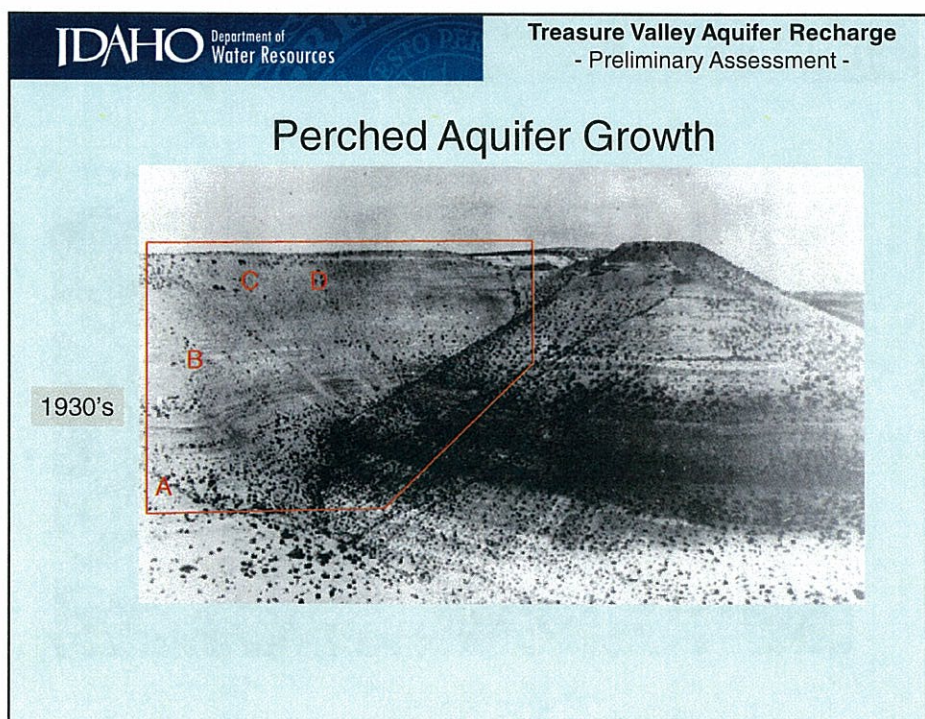 IDAHO Department of
Water Resources
Treasure Valley Aquifer Recharge
- Preliminary Assessment -
Perched Aquifer Growth
C D
B
1930's
A